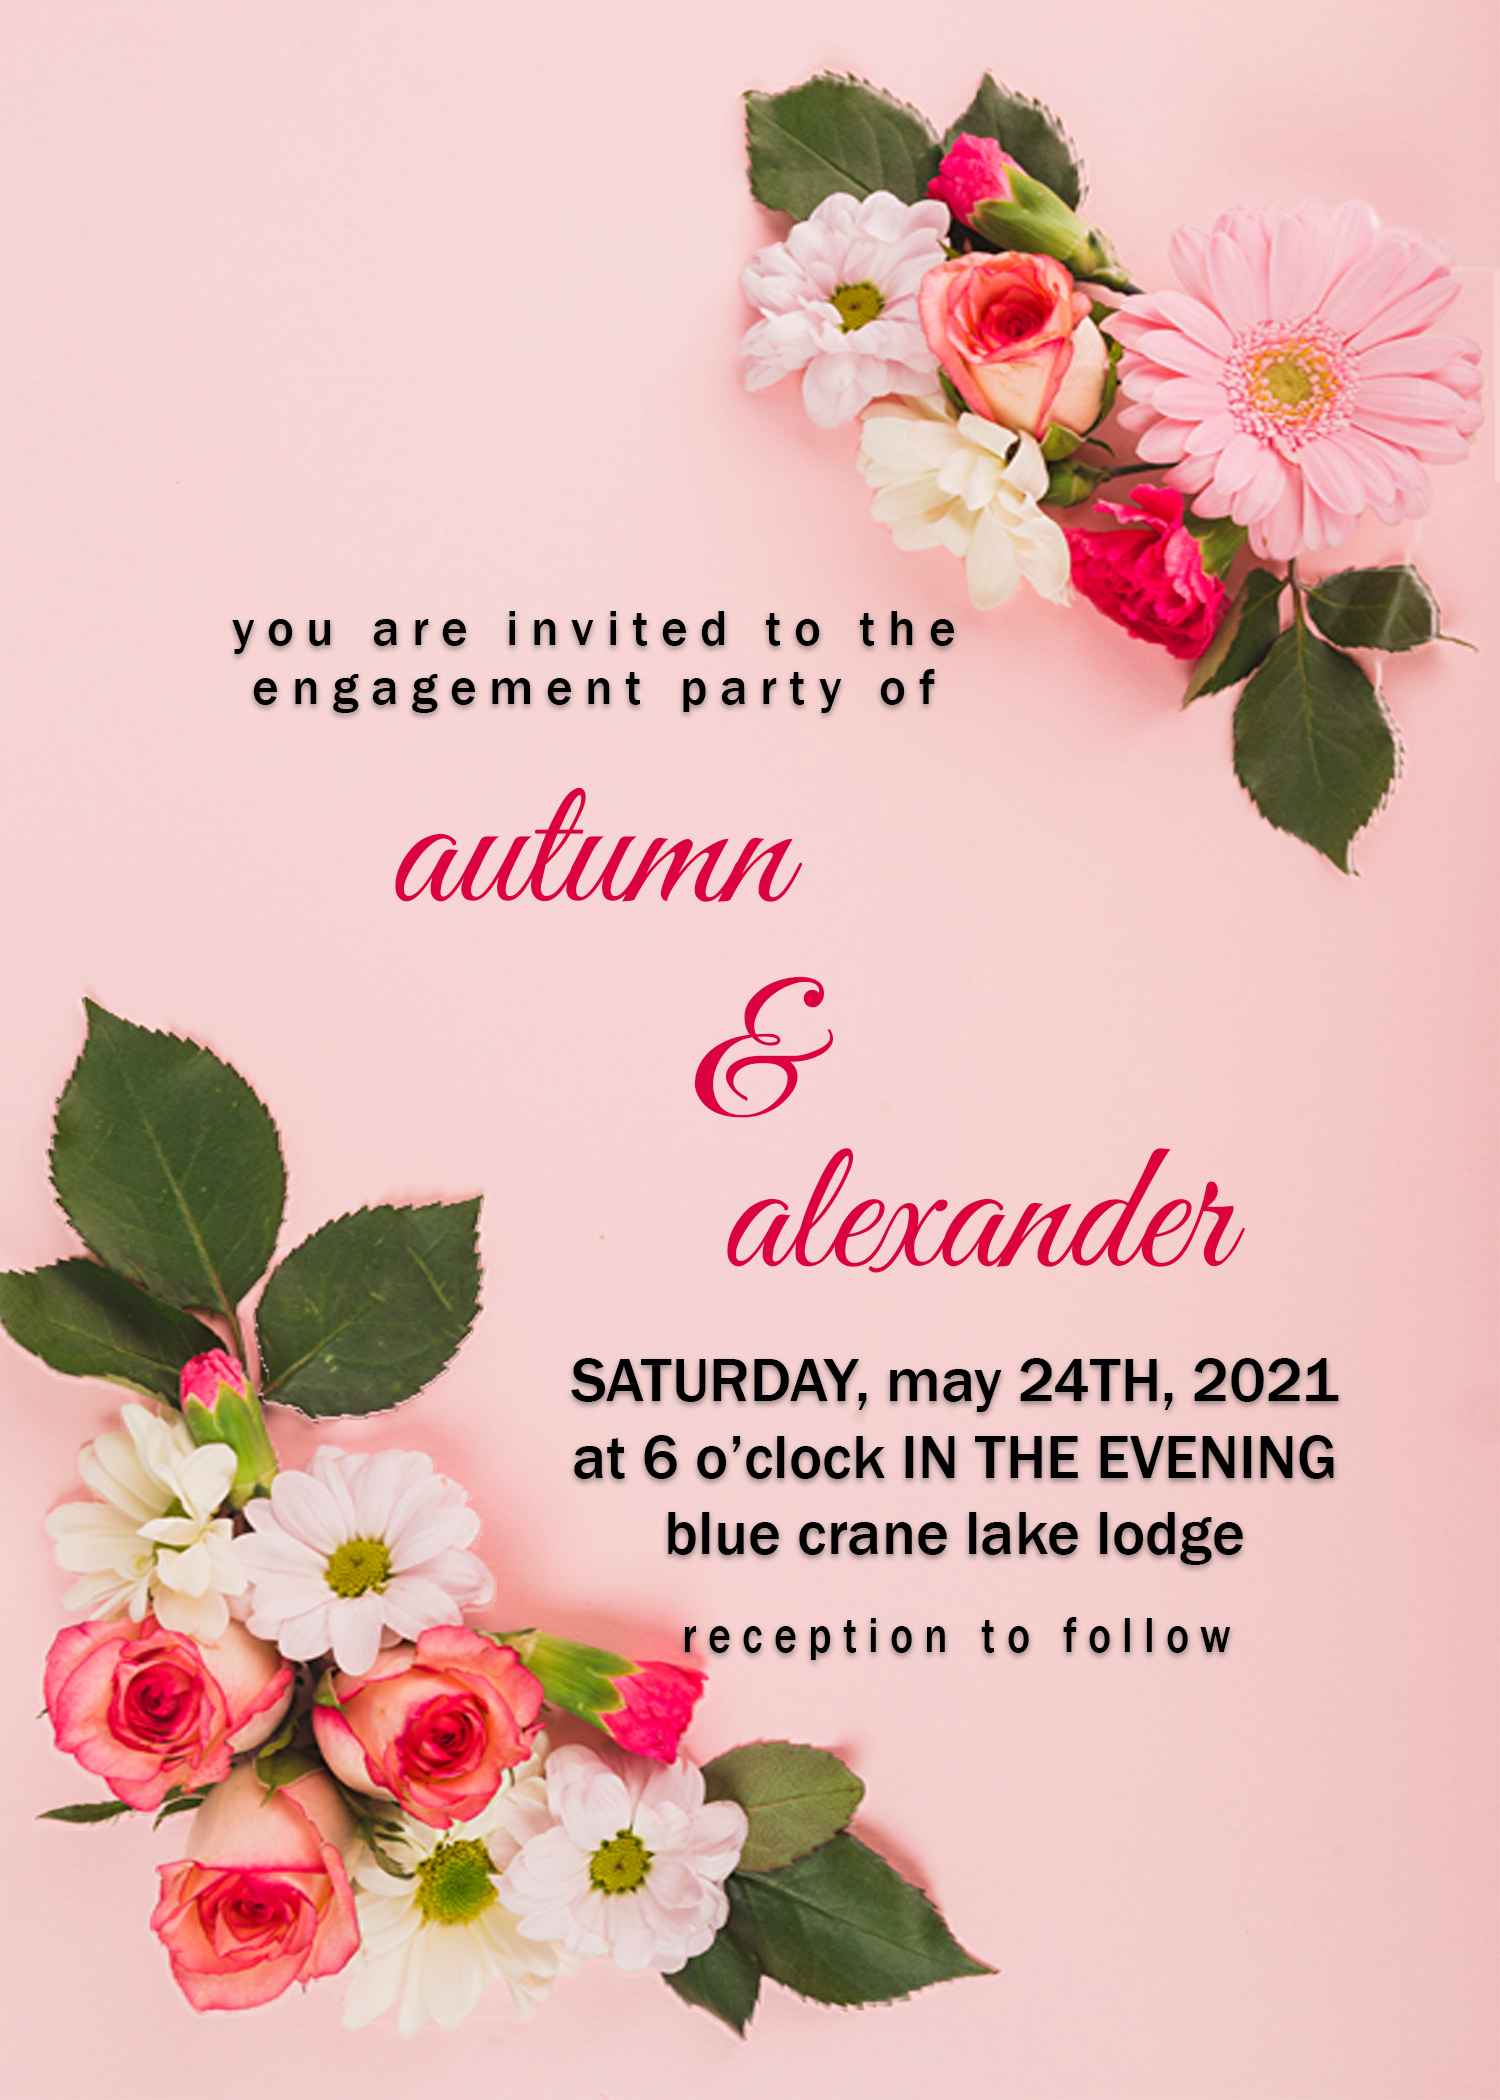 you are invited to the
engagement party of
autumn
&
alexander
SATURDAY, may 24TH, 2021
at 6 o’clock IN THE EVENING
blue crane lake lodge
reception to follow